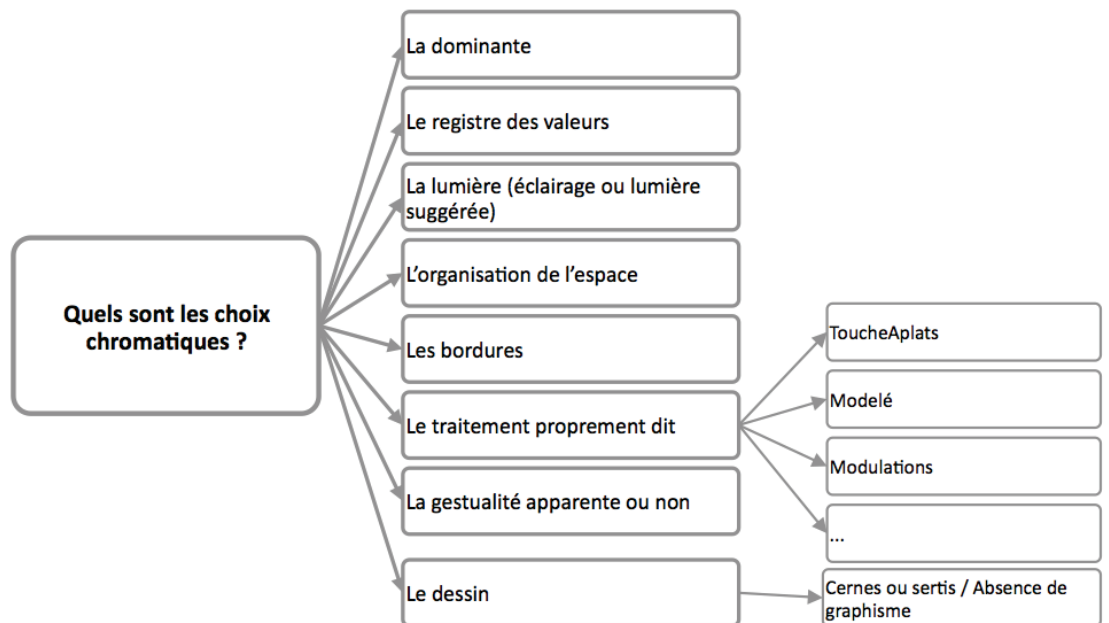 La dominante
Le registre des valeurs
La lumière (éclairage ou lumière
suggérée)
L'organisation de l'espace
Quels sont les choix
chromatiques ?
Les bordures
Le traitement proprement dit
La gestualité apparente ou non
Le dessin
ToucheAplats
Modelé
Modulations
...
Cernes ou sertis / Absence de
graphisme